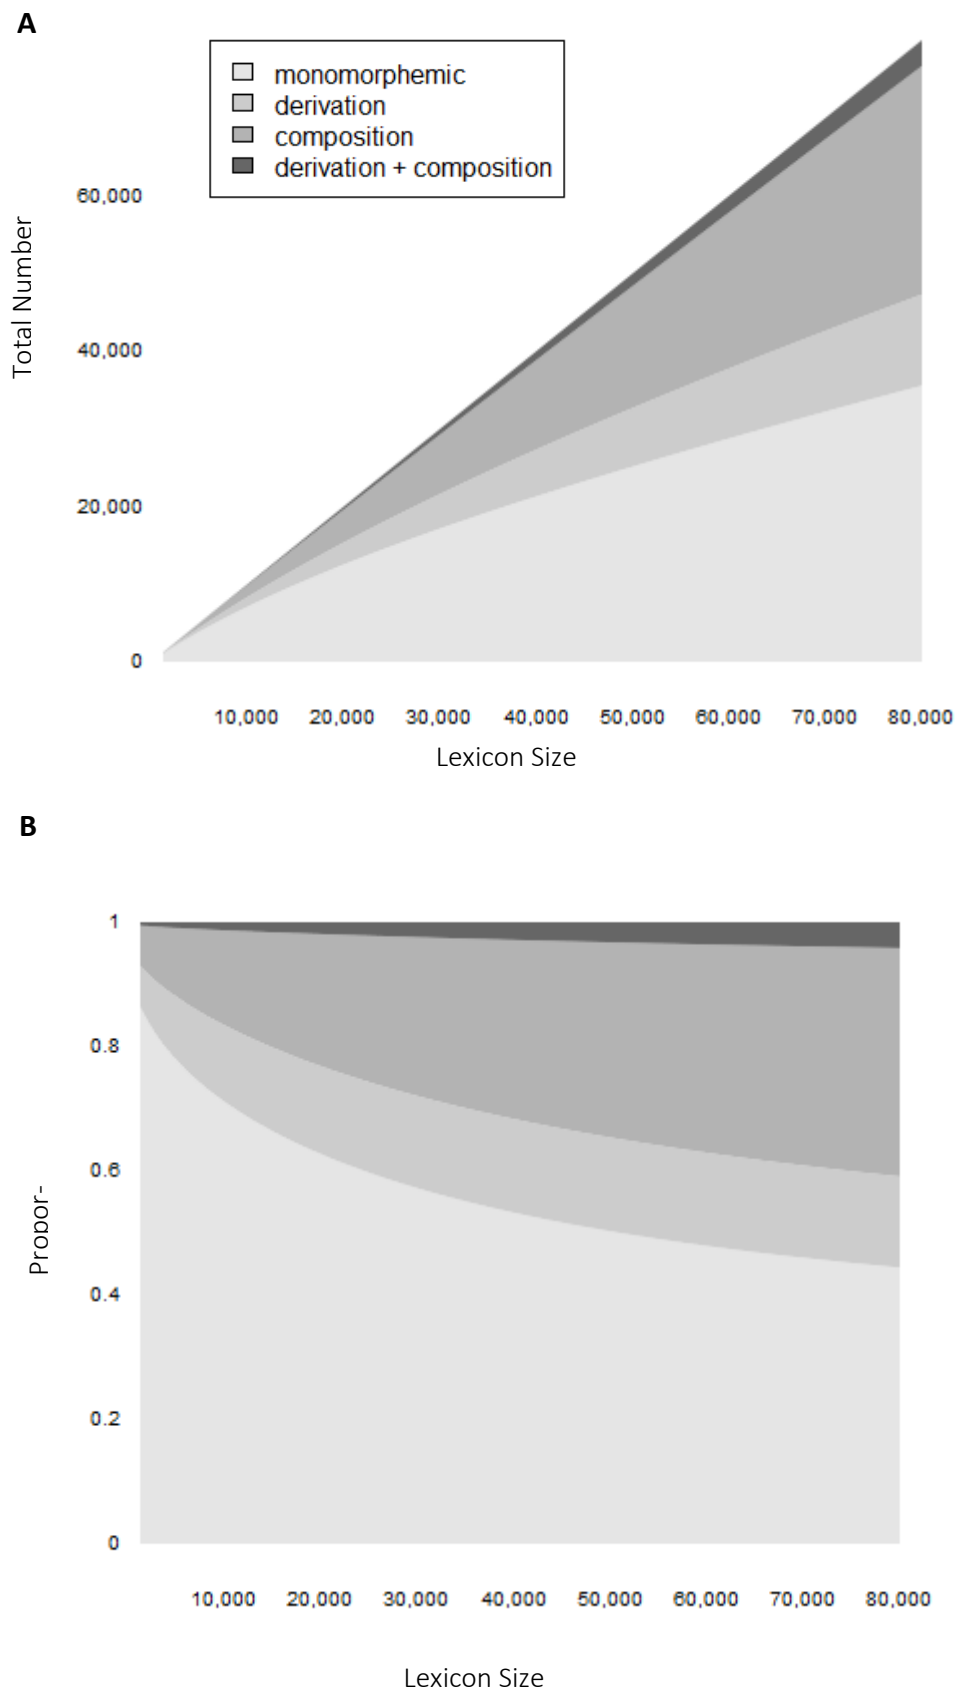 A
monomorphemic
derivation
composition
derivation + composition
Total Number
60,000
40,000
20,000
0
10,000 20,000 30,000 40,000 50,000 60,000 70,000 80,000
Lexicon Size
B
Propor-
1
0.8
0.6
0.4
0.2
0
10,000 20,000 30,000 40,000 50,000 60,000 70,000 80,000
Lexicon Size